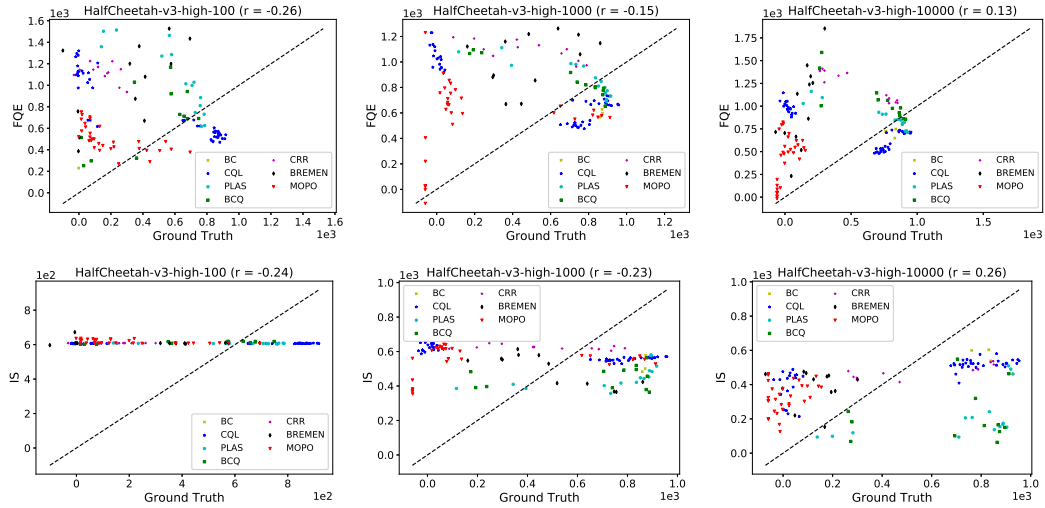 HalfCheetah-v3-high-100 (r = -0.26)
1e3
FQE
1.6
1.4
1.2
1.0
0.8
0.6
0.4
0.2
0.0
0.0 0.2 0.4 0.6 0.8 1.0 1.2 1.4 1.6
1e3
Ground Truth
BC CRR
CQL BREMEN
PLAS MOPO
BCQ
HalfCheetah-v3-high-1000 (r = -0.15)
1e3
FQE
1.2
1.0
0.8
0.6
0.4
0.2
0.0
0.0 0.2 0.4 0.6 0.8 1.0 1.2
1e3
Ground Truth
BC CRR
CQL BREMEN
PLAS MOPO
BCQ
HalfCheetah-v3-high-10000 (r = 0.13)
1e3
FQE
1.75
1.50
1.25
1.00
0.75
0.50
0.25
0.00
0.0 0.5 1.0 1.5
1e3
Ground Truth
BC CRR
CQL BREMEN
PLAS MOPO
BCQ
HalfCheetah-v3-high-100 (r = -0.24)
1e2
IS
8
6
4
2
0
0 2 4 6 8
1e2
Ground Truth
BC CRR
CQL BREMEN
PLAS MOPO
BCQ
HalfCheetah-v3-high-1000 (r = -0.23)
1e3
IS
1.0
0.8
0.6
0.4
0.2
0.0
0.0 0.2 0.4 0.6 0.8 1.0
1e3
Ground Truth
BC CRR
CQL BREMEN
PLAS MOPO
BCQ
HalfCheetah-v3-high-10000 (r = 0.26)
1e3
IS
1.0
0.8
0.6
0.4
0.2
0.0
0.0 0.2 0.4 0.6 0.8 1.0
1e3
Ground Truth
BC CRR
CQL BREMEN
PLAS MOPO
BCQ